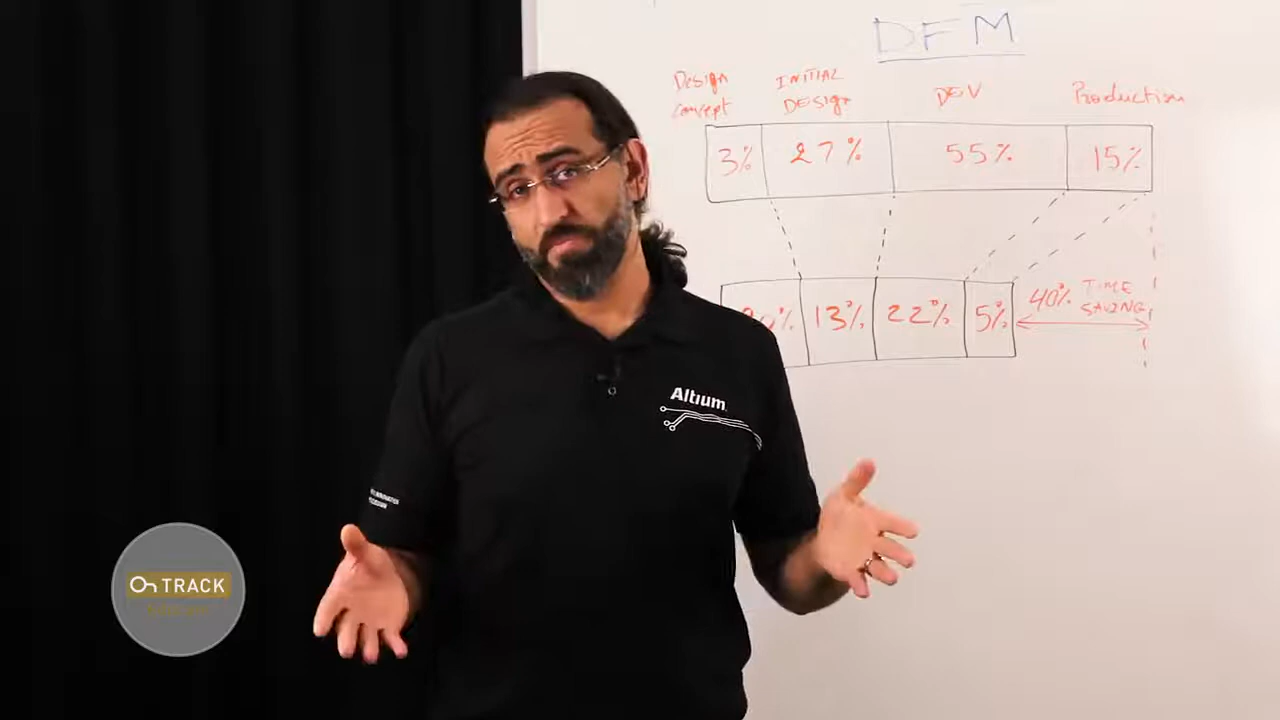 DFM
Design
concept
INITIAL
DESIGN
DEV
Production
3%
27%
55%
15%
13%
22%
5%
40%
TIME
SAVING
Altium
On TRACK